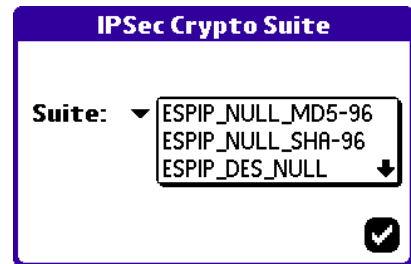 IPSec Crypto Suite
Suite: ESPIP_NULL_MD5-96
ESPIP_NULL_SHA-96
ESPIP_DES_NULL